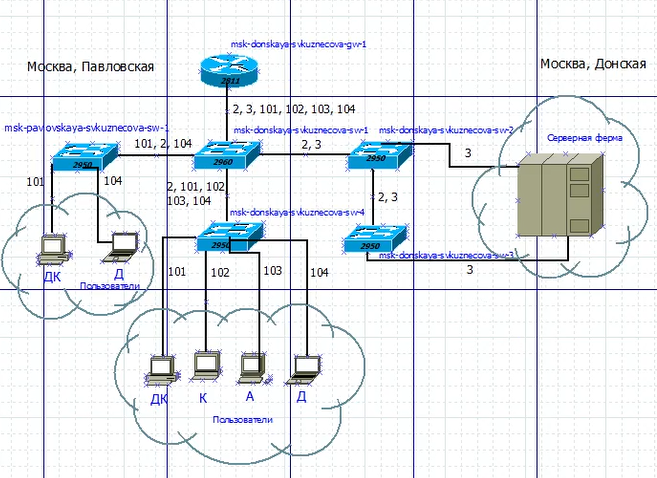 msk-donskaya-svkuznecova-gw-1
Москва, Павловская
Москва, Донская
2811
2, 3, 101, 102, 103, 104
msk-pavlovskaya-svkuznecova-sw-1
msk-donskaya-svkuznecova-sw-1
msk-donskaya-svkuznecova-sw-2
Серверная ферма
101, 2, 104
2, 3
3
2950
2960
2950
101
104
2, 101, 102,
103, 104
2, 3
msk-donskaya-svkuznecova-sw-4
2950
2950
msk-donskaya-svkuznecova-sw-3
3
ДК
Д
Пользователи
101
102
103
104
ДК
К
А
Д
Пользователи